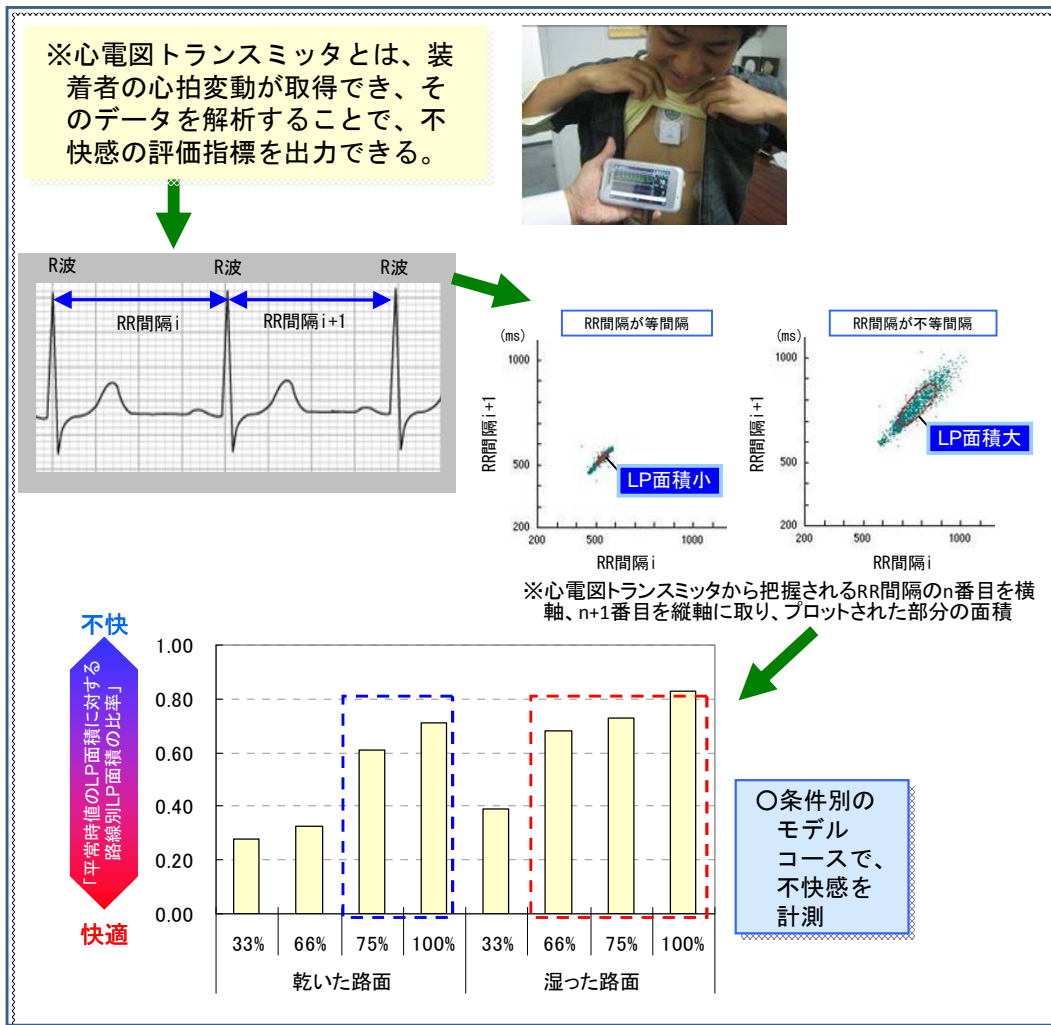 ※心電図トランスミッタとは、装
着者の心拍変動が取得でき、そ
のデータを解析することで、不
快感の評価指標を出力できる。
R波
R波
R波
RR間隔i
RR間隔i+1
RR間隔が等間隔
(ms)
1000
500
200
RR間隔i+1
LP面積小
200
500
1000
RR間隔i
RR間隔が不等間隔
(ms)
1000
500
200
RR間隔i+1
LP面積大
200
500
1000
RR間隔i
※心電図トランスミッタから把握されるRR間隔のn番目を横
軸、n+1番目を縦軸に取り、プロットされた部分の面積
不快
「平常時値のLP面積に対する
路線別LP面積の比率」
快適
1.00
0.80
0.60
0.40
0.20
0.00
33% 66% 75% 100% 33% 66% 75% 100%
乾いた路面 湿った路面
〇条件別の
モデル
コースで、
不快感を
計測